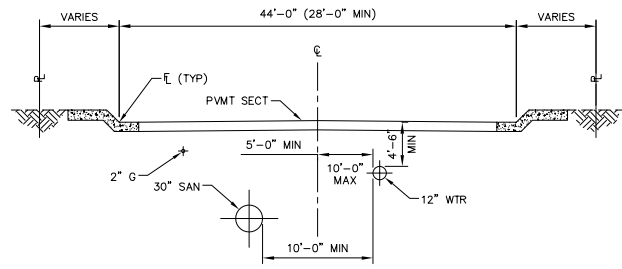 VARIES
44'-0" (28'-0" MIN)
VARIES
℄
℞
FL (TYP)
PVMT SECT
PL
5'-0" MIN
4'-6"
MIN
2" G
10'-0"
MAX
30" SAN
12" WTR
10'-0" MIN